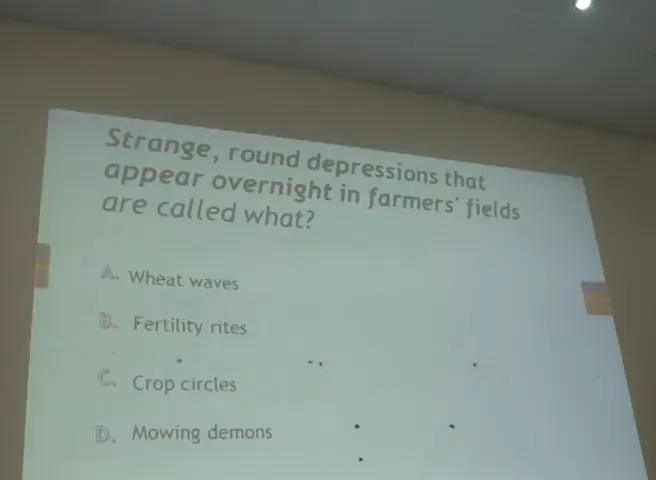 Strange, round depressions that
appear overnight in farmers' fields
are called what?
A. Wheat waves
B. Fertility rites
C. Crop circles
D. Mowing demons